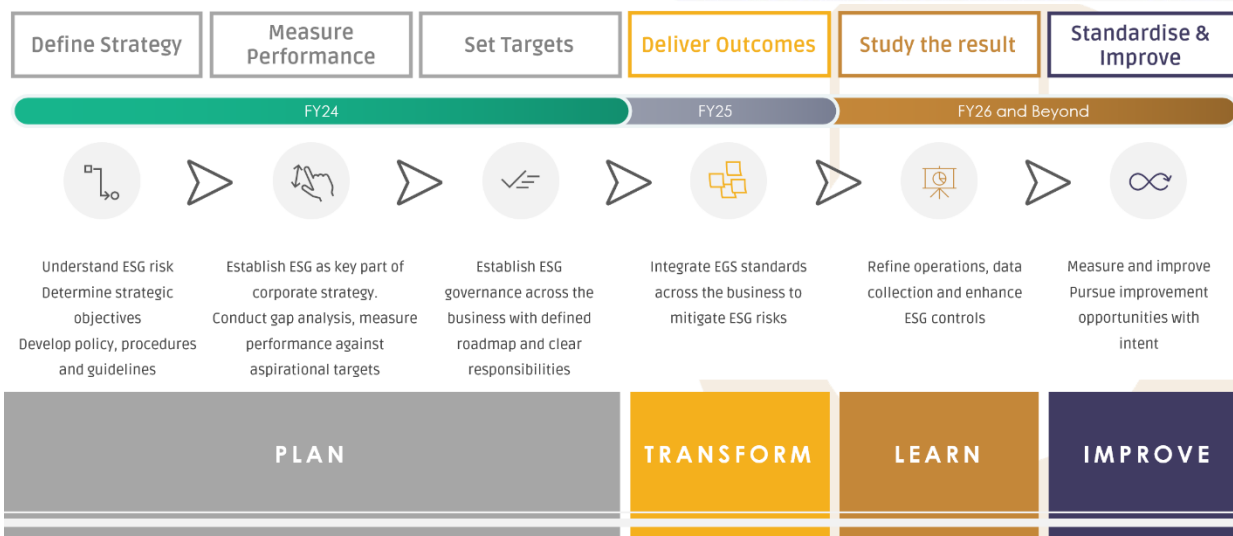 Define Strategy
Measure
Performance
Set Targets
Deliver Outcomes
Study the result
Standardise &
Improve
FY24
FY25
FY26 and Beyond
Understand ESG risk
Determine strategic
objectives
Develop policy, procedures
and guidelines
Establish ESG as key part of
corporate strategy.
Conduct gap analysis, measure
performance against
aspirational targets
Establish ESG
governance across the
business with defined
roadmap and clear
responsibilities
Integrate EGS standards
across the business to
mitigate ESG risks
Refine operations, data
collection and enhance
ESG controls
Measure and improve
Pursue improvement
opportunities with
intent
PLAN
TRANSFORM
LEARN
IMPROVE